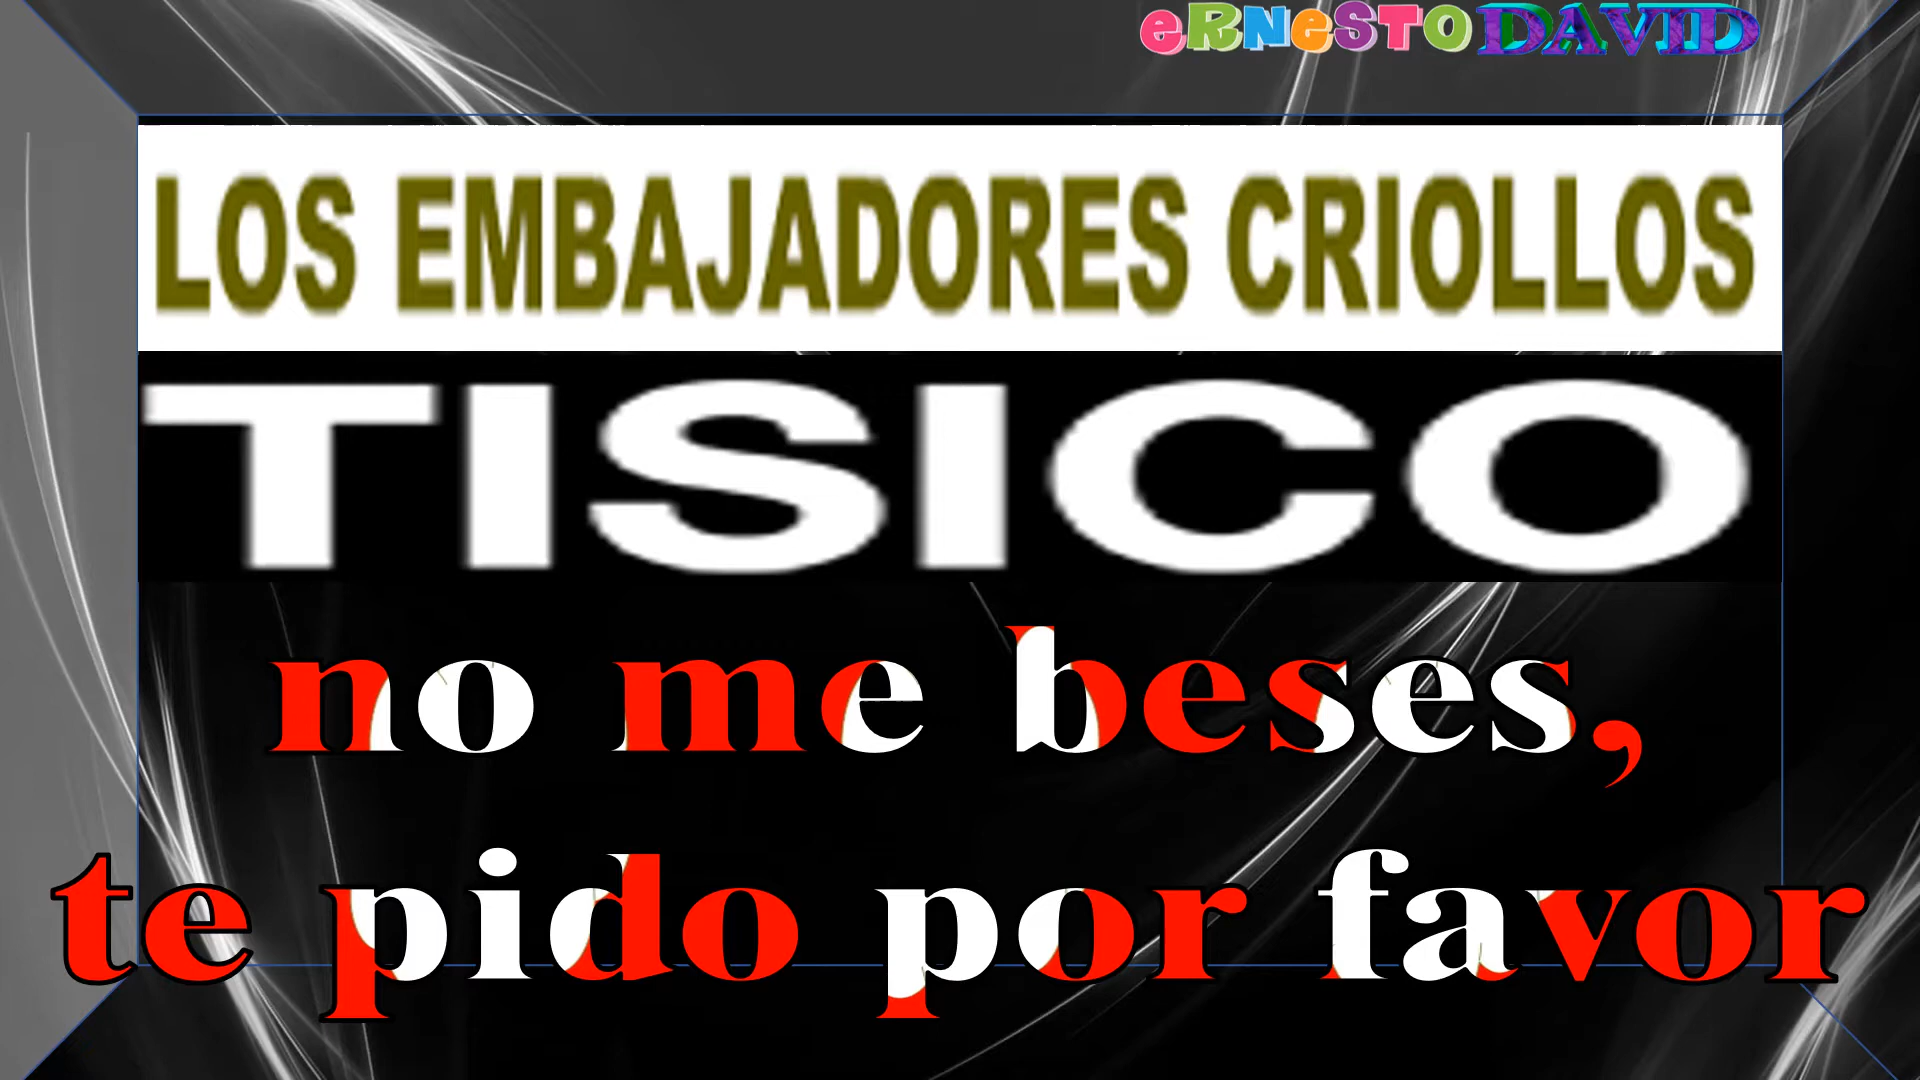 eRNeSTO DAVID
LOS EMBAJADORES CRIOLLOS
TISICO
no me beses,
te pido por favor